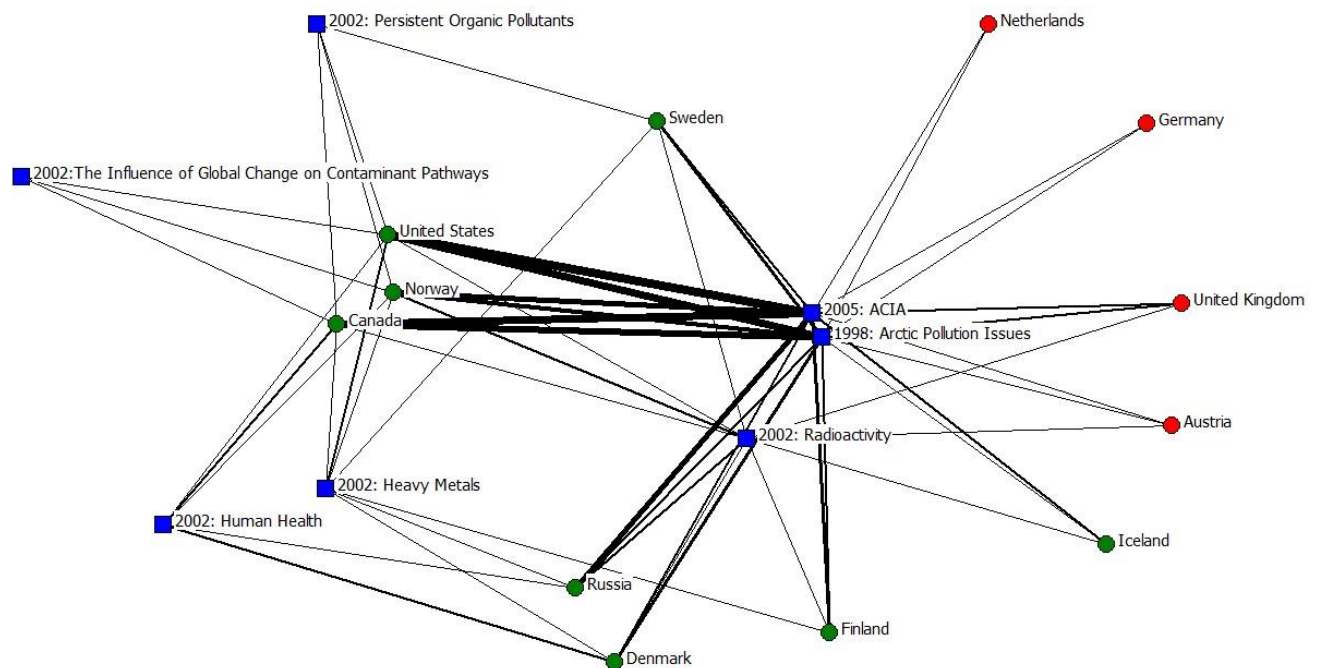 2002: Persistent Organic Pollutants
Netherlands
Sweden
Germany
2002:The Influence of Global Change on Contaminant Pathways
United States
Norway
Canada
United Kingdom
2005: ACIA
1998: Arctic Pollution Issues
Austria
2002: Radioactivity
2002: Heavy Metals
2002: Human Health
Iceland
Russia
Finland
Denmark